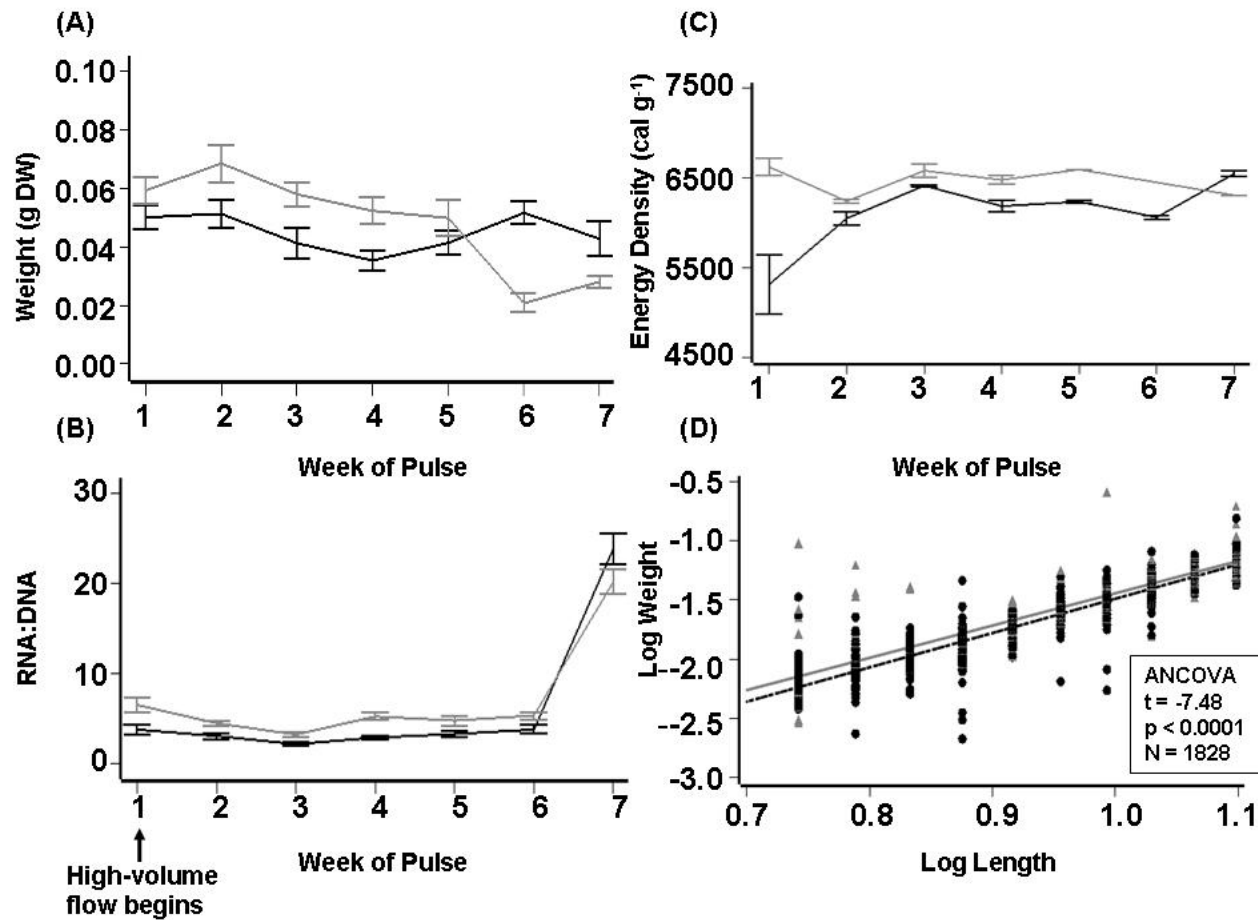 (A)
Weight (g DW)
0.10
0.08
0.06
0.04
0.02
0.00
1 2 3 4 5 6 7
Week of Pulse
(B)
RNA:DNA
30
20
10
0
1 2 3 4 5 6 7
High-volume
flow begins
Week of Pulse
(C)
Energy Density (cal g-1)
7500
6500
5500
4500
1 2 3 4 5 6 7
Week of Pulse
(D)
Log Weight
-0.5
-1.0
-1.5
-2.0
-2.5
-3.0
0.7 0.8 0.9 1.0 1.1
Log Length
ANCOVA
t = -7.48
p < 0.0001
N = 1828